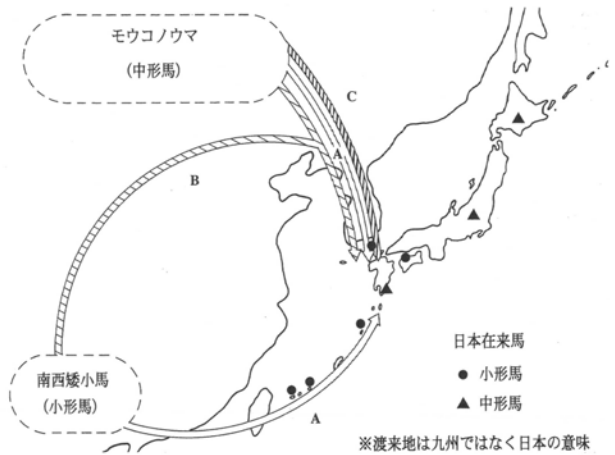 モウコノウマ
(中形馬)
C
A
B
南西矮小馬
(小形馬)
A
日本在来馬
● 小形馬
▲ 中形馬
※渡来地は九州ではなく日本の意味